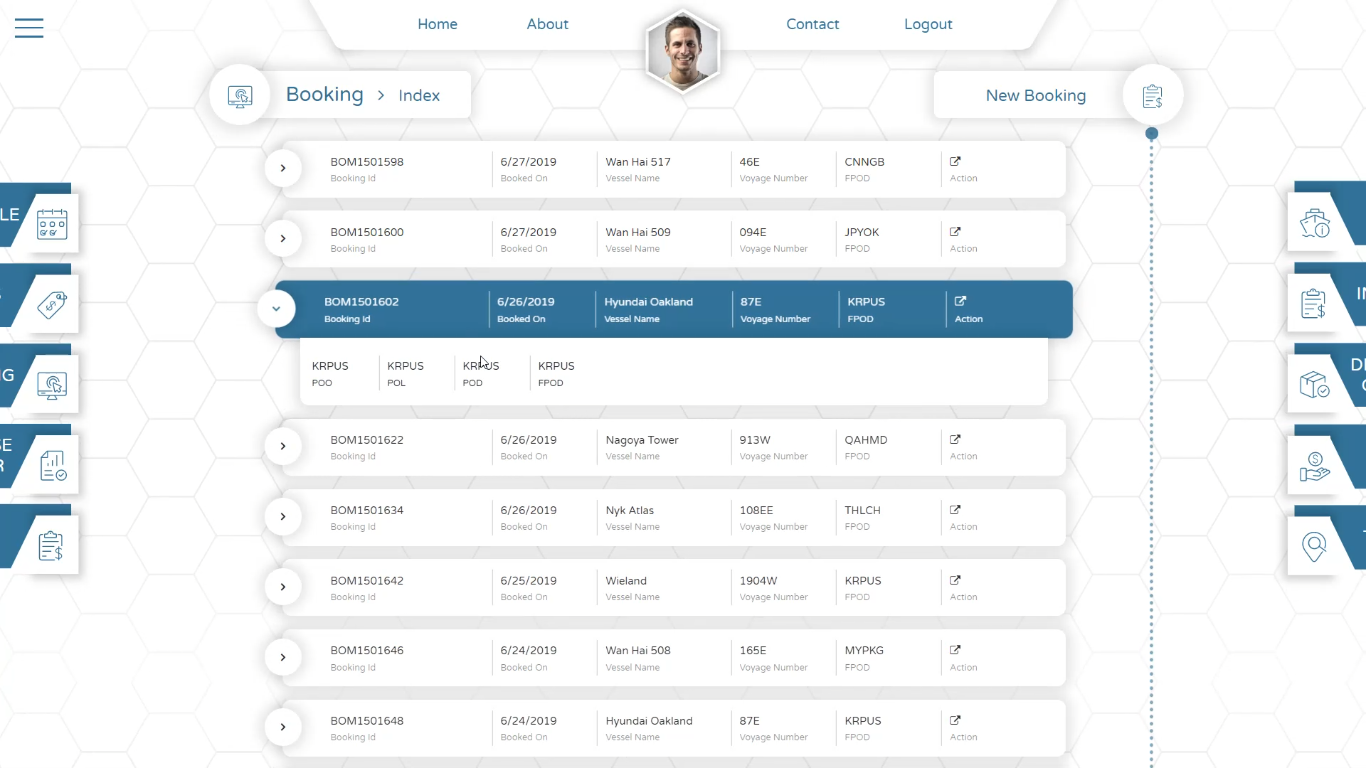 Home About Contact Logout
Booking > Index
New Booking
BOM1501598 6/27/2019 Wan Hai 517 46E CNNGB
Booking Id Booked On Vessel Name Voyage Number FPOD Action
BOM1501600 6/27/2019 Wan Hai 509 094E JPYOK
Booking Id Booked On Vessel Name Voyage Number FPOD Action
BOM1501602 6/26/2019 Hyundai Oakland 87E KRPUS
Booking Id Booked On Vessel Name Voyage Number FPOD Action
KRPUS KRPUS KRPUS KRPUS
POO POL POD FPOD
BOM1501622 6/26/2019 Nagoya Tower 913W QAHMD
Booking Id Booked On Vessel Name Voyage Number FPOD Action
BOM1501634 6/26/2019 Nyk Atlas 108EE THLCH
Booking Id Booked On Vessel Name Voyage Number FPOD Action
BOM1501642 6/25/2019 Wieland 1904W KRPUS
Booking Id Booked On Vessel Name Voyage Number FPOD Action
BOM1501646 6/24/2019 Wan Hai 508 165E MYPKG
Booking Id Booked On Vessel Name Voyage Number FPOD Action
BOM1501648 6/24/2019 Hyundai Oakland 87E KRPUS
Booking Id Booked On Vessel Name Voyage Number FPOD Action